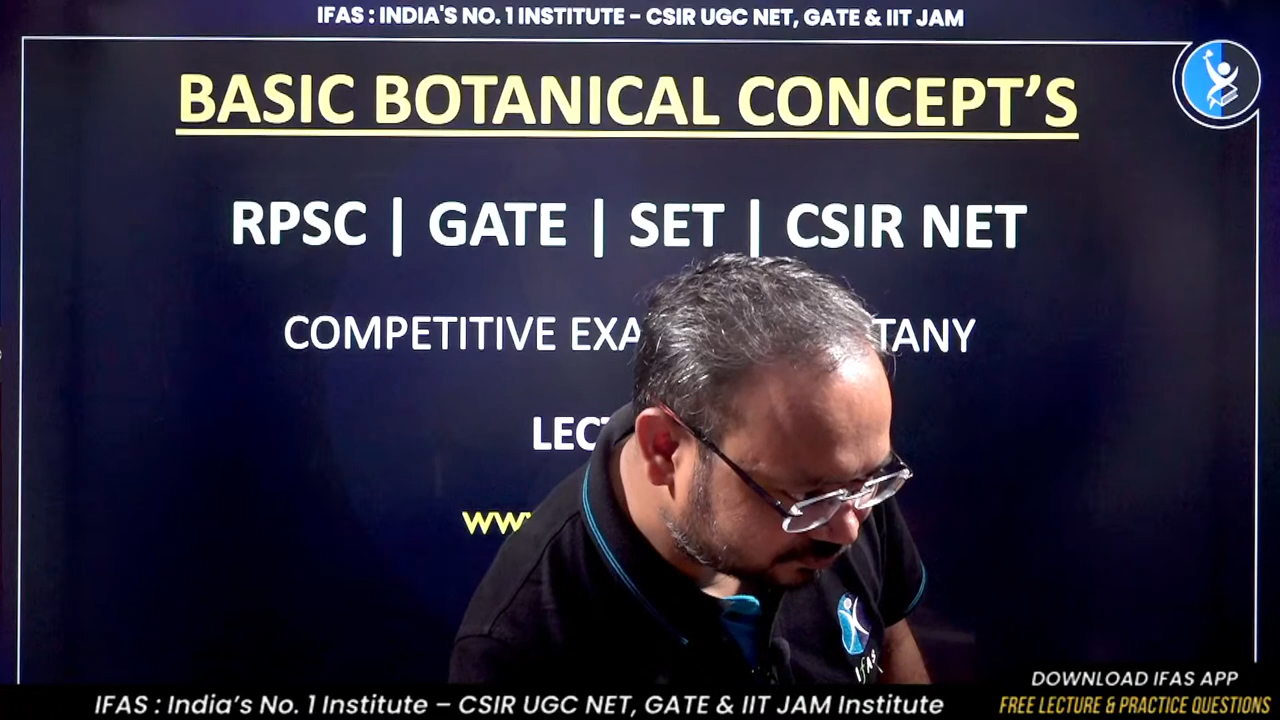 IFAS : INDIA'S NO. 1 INSTITUTE – CSIR UGC NET, GATE & IIT JAM
BASIC BOTANICAL CONCEPT’S
RPSC | GATE | SET | CSIR NET
COMPETITIVE
LECT
www
IFAS
IFAS : India’s No. 1 Institute – CSIR UGC NET, GATE & IIT JAM Institute
DOWNLOAD IFAS APP
FREE LECTURE & PRACTICE QUESTIONS